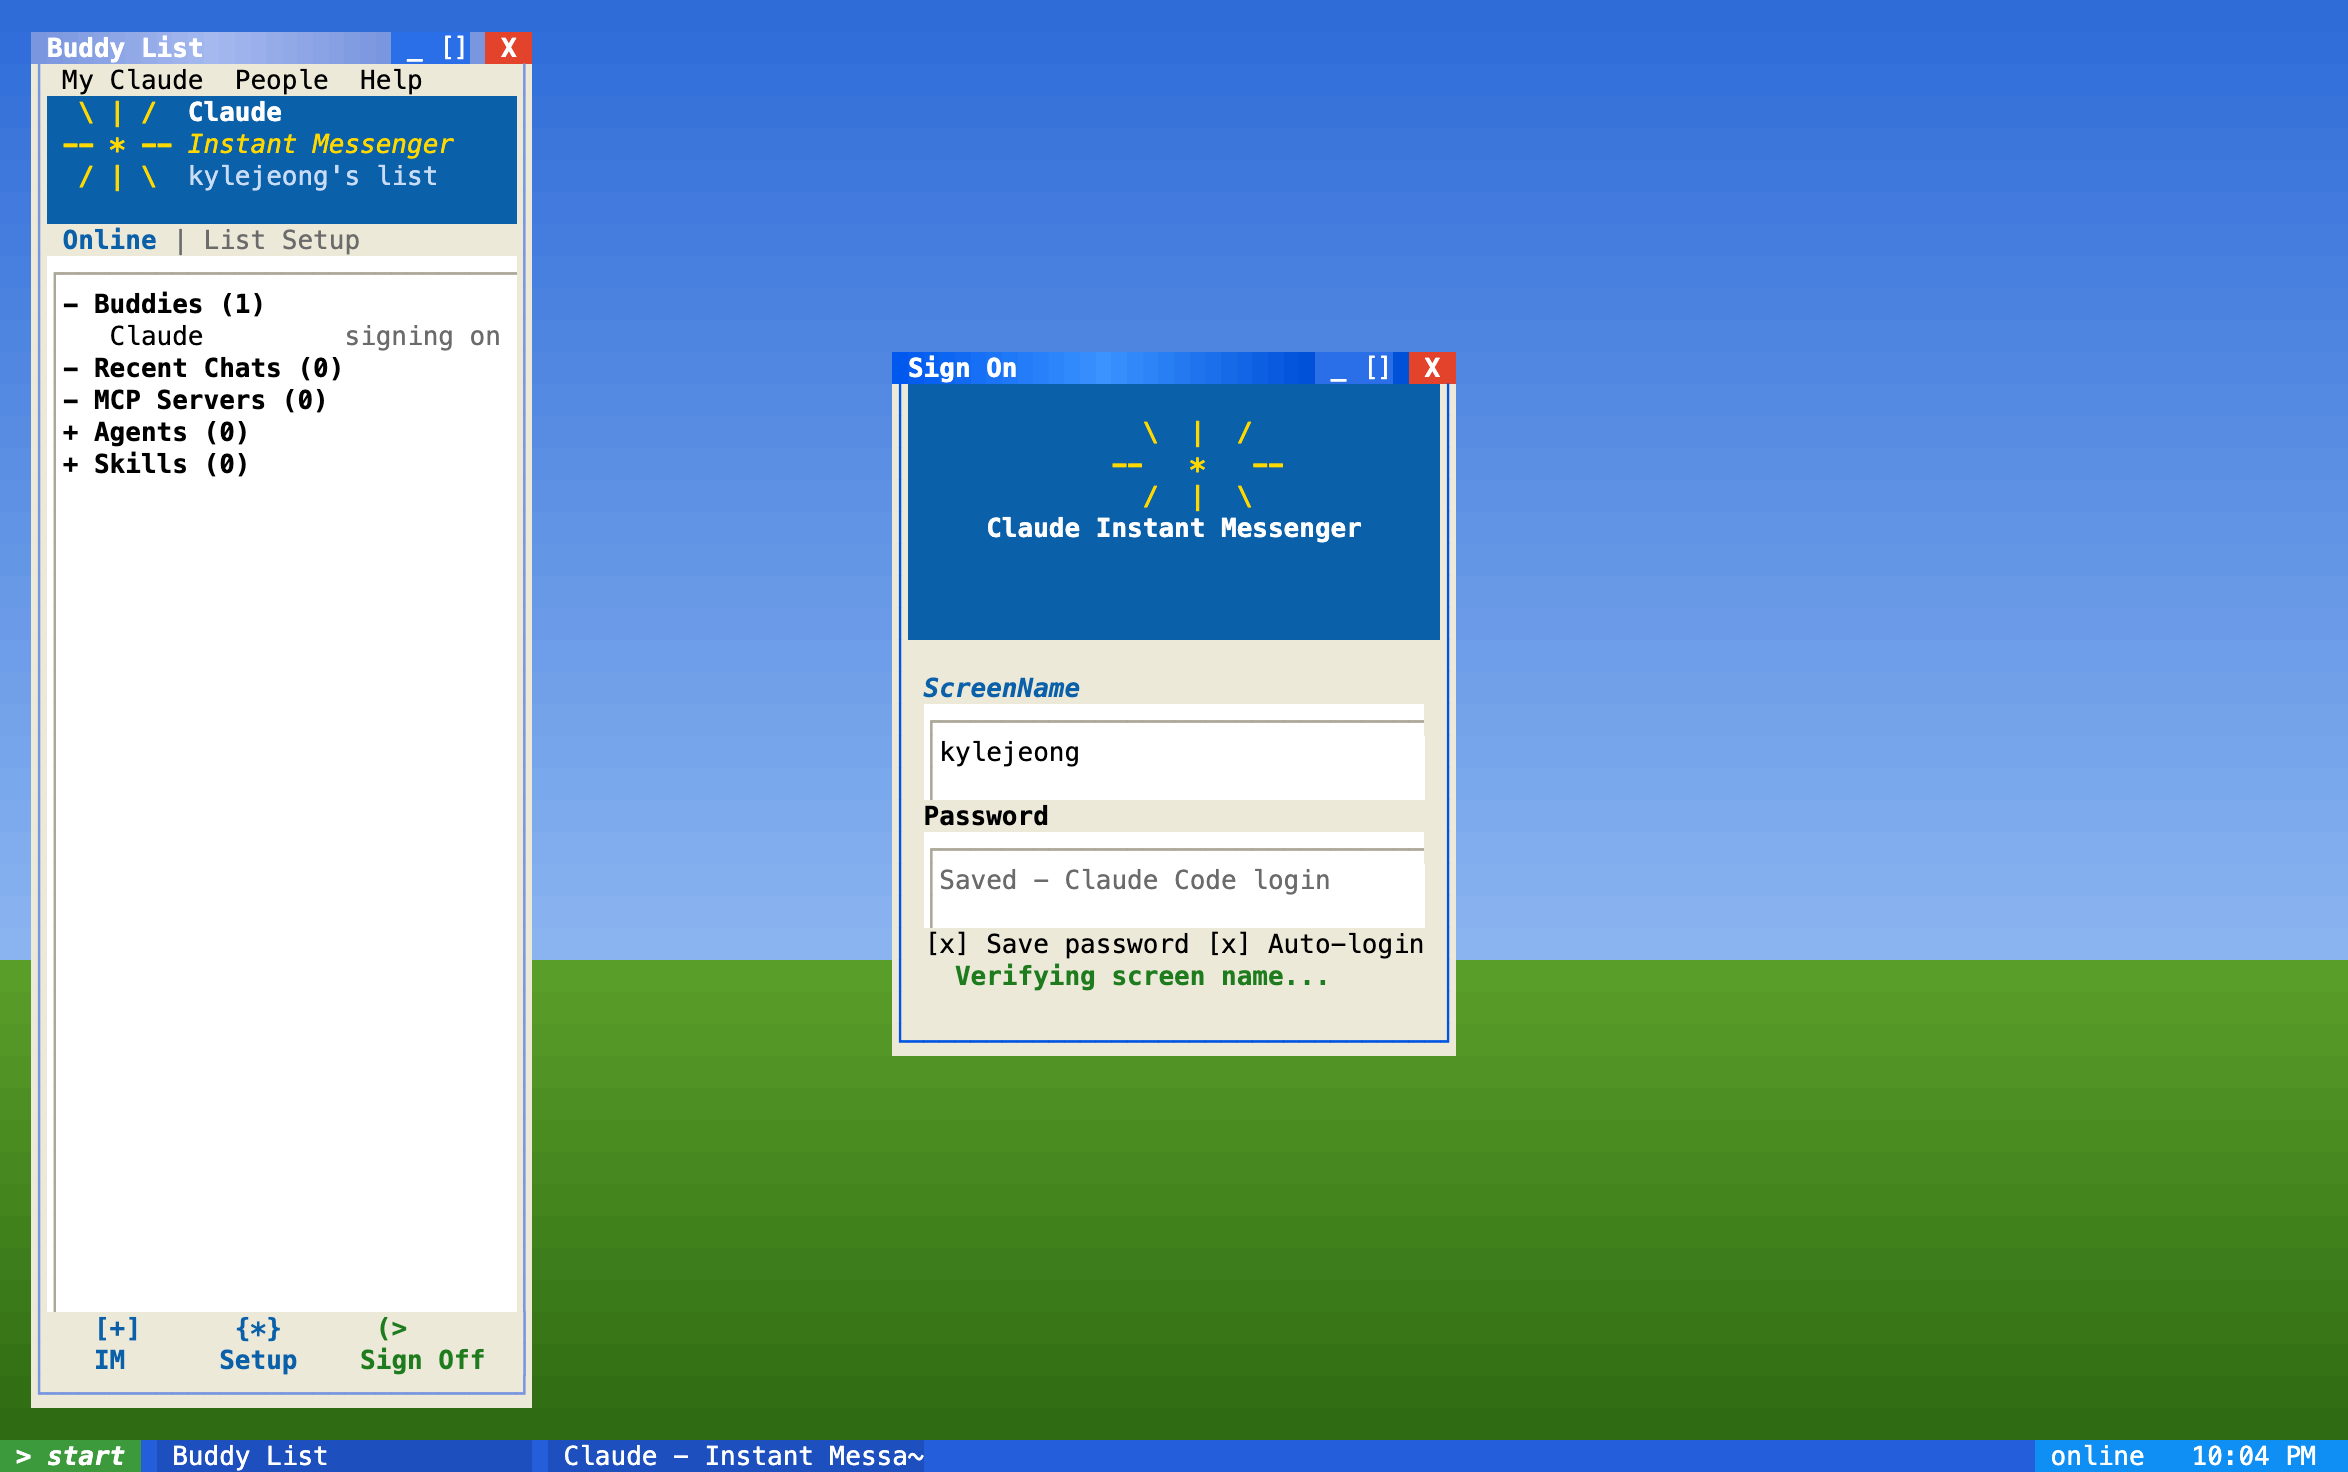 Buddy List _ [] X
My Claude People Help
\ | / Claude
-- * -- Instant Messenger
/ | \ kylejeong's list
Online | List Setup
- Buddies (1)
Claude signing on
- Recent Chats (0)
- MCP Servers (0)
+ Agents (0)
+ Skills (0)
[+] {*} (>
IM Setup Sign Off
Sign On _ [] X
\ | /
-- * --
/ | \
Claude Instant Messenger
ScreenName
kylejeong
Password
Saved - Claude Code login
[x] Save password [x] Auto-login
Verifying screen name...
> start Buddy List Claude - Instant Messa~ online 10:04 PM